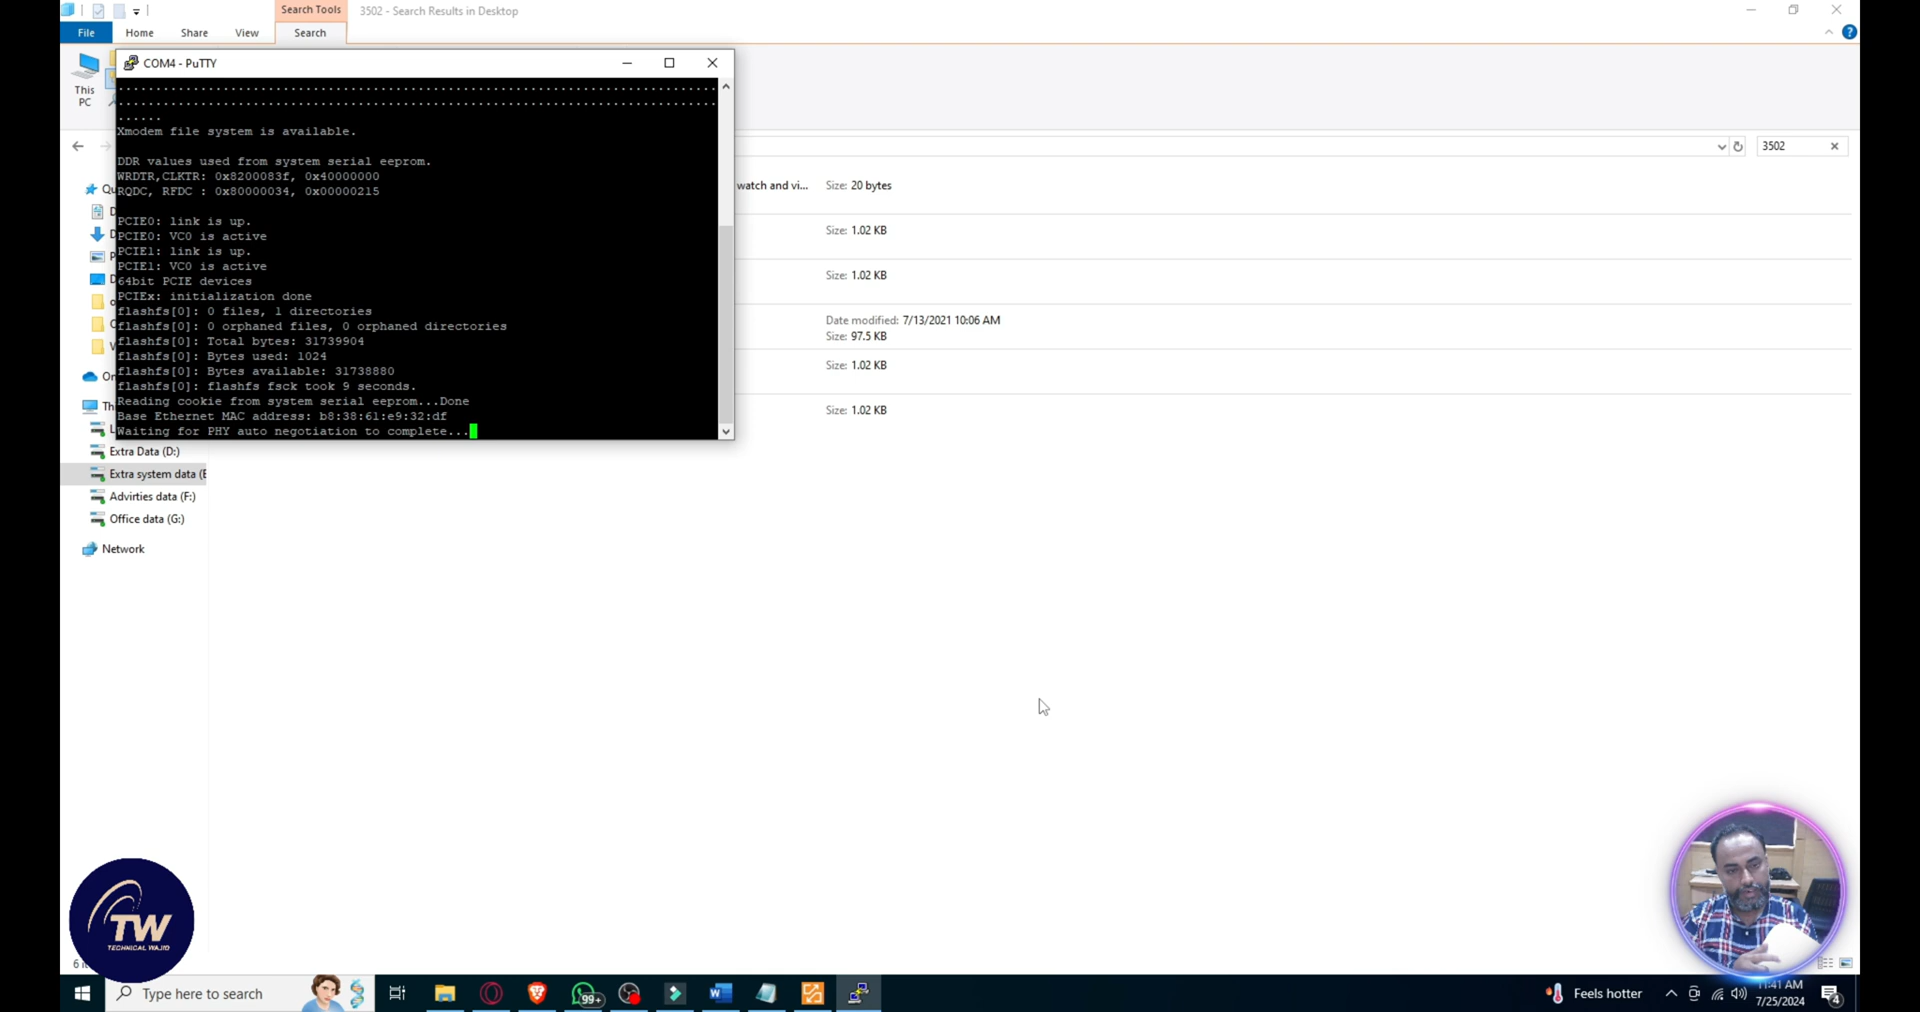 Search Tools
3502 - Search Results in Desktop
File
Home
Share
View
Search
This
PC
COM4 - PuTTY
Xmodem file system is available.
DDR values used from system serial eeprom.
WRDTR,CLKTR: 0x8200083f, 0x40000000
RQDC, RFDC : 0x80000034, 0x00000215
PCIE0: link is up.
PCIE0: VC0 is active
PCIE1: link is up.
PCIE1: VC0 is active
64bit PCIE devices
PCIEx: initialization done
flashfs[0]: 0 files, 1 directories
flashfs[0]: 0 orphaned files, 0 orphaned directories
flashfs[0]: Total bytes: 31739904
flashfs[0]: Bytes used: 1024
flashfs[0]: Bytes available: 31738880
flashfs[0]: flashfs fsck took 9 seconds.
Reading cookie from system serial eeprom...Done
Base Ethernet MAC address: b8:38:61:e9:32:df
Waiting for PHY auto negotiation to complete...
3502
watch and vi...
Size: 20 bytes
Size: 1.02 KB
Size: 1.02 KB
Date modified: 7/13/2021 10:06 AM
Size: 97.5 KB
Size: 1.02 KB
Size: 1.02 KB
Extra Data (D:)
Extra system data (E
Advirties data (F:)
Office data (G:)
Network
TW
TECHNICAL WAJID
Type here to search
99+
Feels hotter
11:41 AM
7/25/2024
4